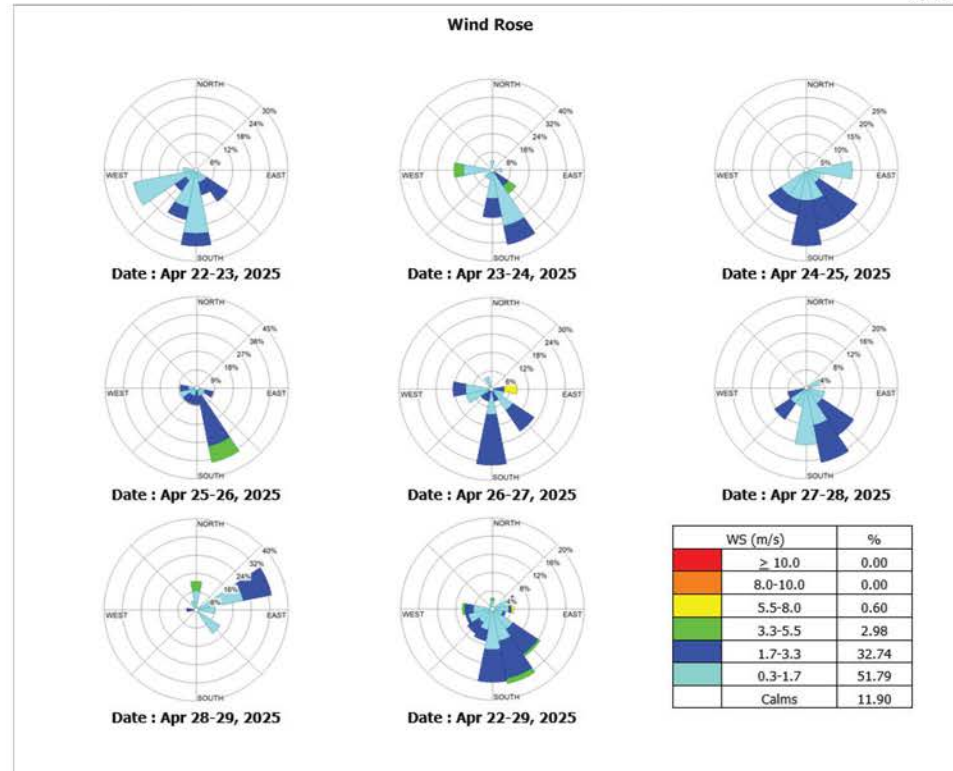 Wind Rose
NORTH
30%
24%
18%
12%
6%
WEST
EAST
SOUTH
Date : Apr 22-23, 2025
NORTH
40%
32%
24%
16%
8%
WEST
EAST
SOUTH
Date : Apr 23-24, 2025
NORTH
25%
20%
15%
10%
5%
WEST
EAST
SOUTH
Date : Apr 24-25, 2025
NORTH
45%
36%
27%
18%
9%
WEST
EAST
SOUTH
Date : Apr 25-26, 2025
NORTH
30%
24%
18%
12%
6%
WEST
EAST
SOUTH
Date : Apr 26-27, 2025
NORTH
20%
16%
12%
8%
4%
WEST
EAST
SOUTH
Date : Apr 27-28, 2025
NORTH
40%
32%
24%
16%
8%
WEST
EAST
SOUTH
Date : Apr 28-29, 2025
NORTH
20%
16%
12%
8%
4%
WEST
EAST
SOUTH
Date : Apr 22-29, 2025
WS (m/s) %
≥ 10.0 0.00
8.0-10.0 0.00
5.5-8.0 0.60
3.3-5.5 2.98
1.7-3.3 32.74
0.3-1.7 51.79
Calms 11.90